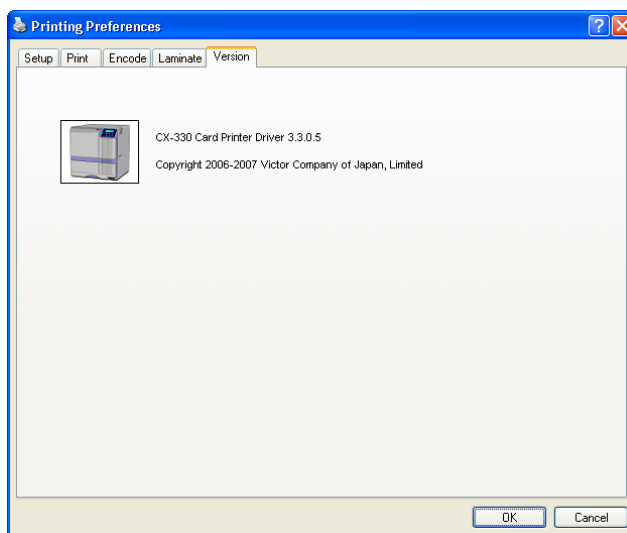 Printing Preferences
Setup Print Encode Laminate Version
CX-330 Card Printer Driver 3.3.0.5
Copyright 2006-2007 Victor Company of Japan, Limited
OK Cancel